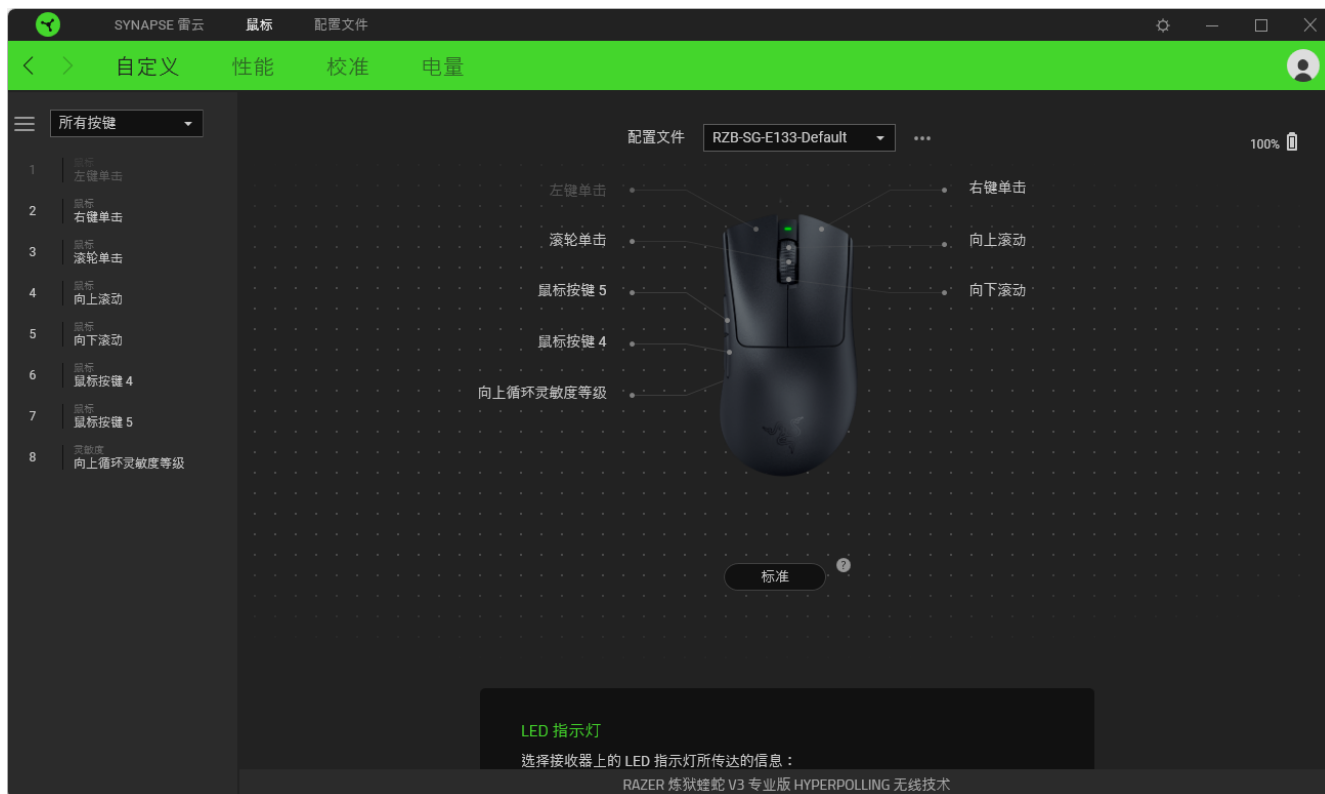 SYNAPSE 雷云 鼠标 配置文件
自定义 性能 校准 电量
所有按键
配置文件 RZB-SG-E133-Default
100%
1 鼠标
左键单击
2 鼠标
右键单击
3 鼠标
滚轮单击
4 鼠标
向上滚动
5 鼠标
向下滚动
6 鼠标
鼠标按键 4
7 鼠标
鼠标按键 5
8 灵敏度
向上循环灵敏度等级
左键单击
右键单击
滚轮单击
向上滚动
鼠标按键 5
向下滚动
鼠标按键 4
向上循环灵敏度等级
标准 ?
LED 指示灯
选择接收器上的 LED 指示灯所传达的信息：
RAZER 炼狱蝰蛇 V3 专业版 HYPERPOLLING 无线技术